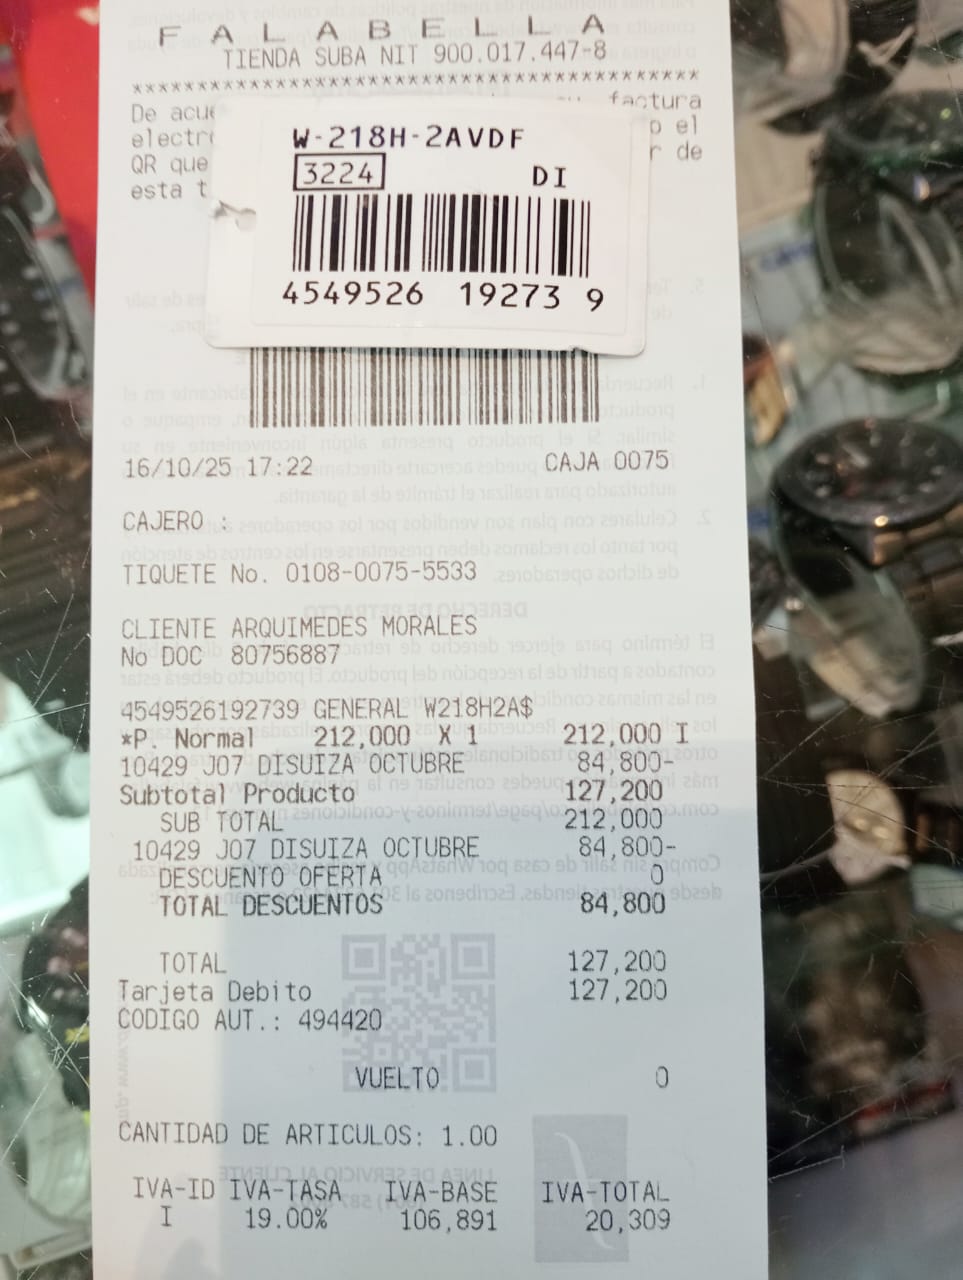 FALABELLA
TIENDA SUBA NIT 900.017.447-8
******************************************
De factura
el
QR que de
esta
W-218H-2AVDF
3224 DI
4549526 19273 9
16/10/25 17:22 CAJA 0075
CAJERO :
TIQUETE No. 0108-0075-5533
CLIENTE ARQUIMEDES MORALES
No DOC 80756887
4549526192739 GENERAL W218H2A$
*P. Normal 212,000 X 1 212,000 I
10429 J07 DISUIZA OCTUBRE 84,800-
Subtotal Producto 127,200
SUB TOTAL 212,000
10429 J07 DISUIZA OCTUBRE 84,800-
DESCUENTO OFERTA 0
TOTAL DESCUENTOS 84,800
TOTAL 127,200
Tarjeta Debito 127,200
CODIGO AUT.: 494420
VUELTO 0
CANTIDAD DE ARTICULOS: 1.00
IVA-ID IVA-TASA IVA-BASE IVA-TOTAL
I 19.00% 106,891 20,309